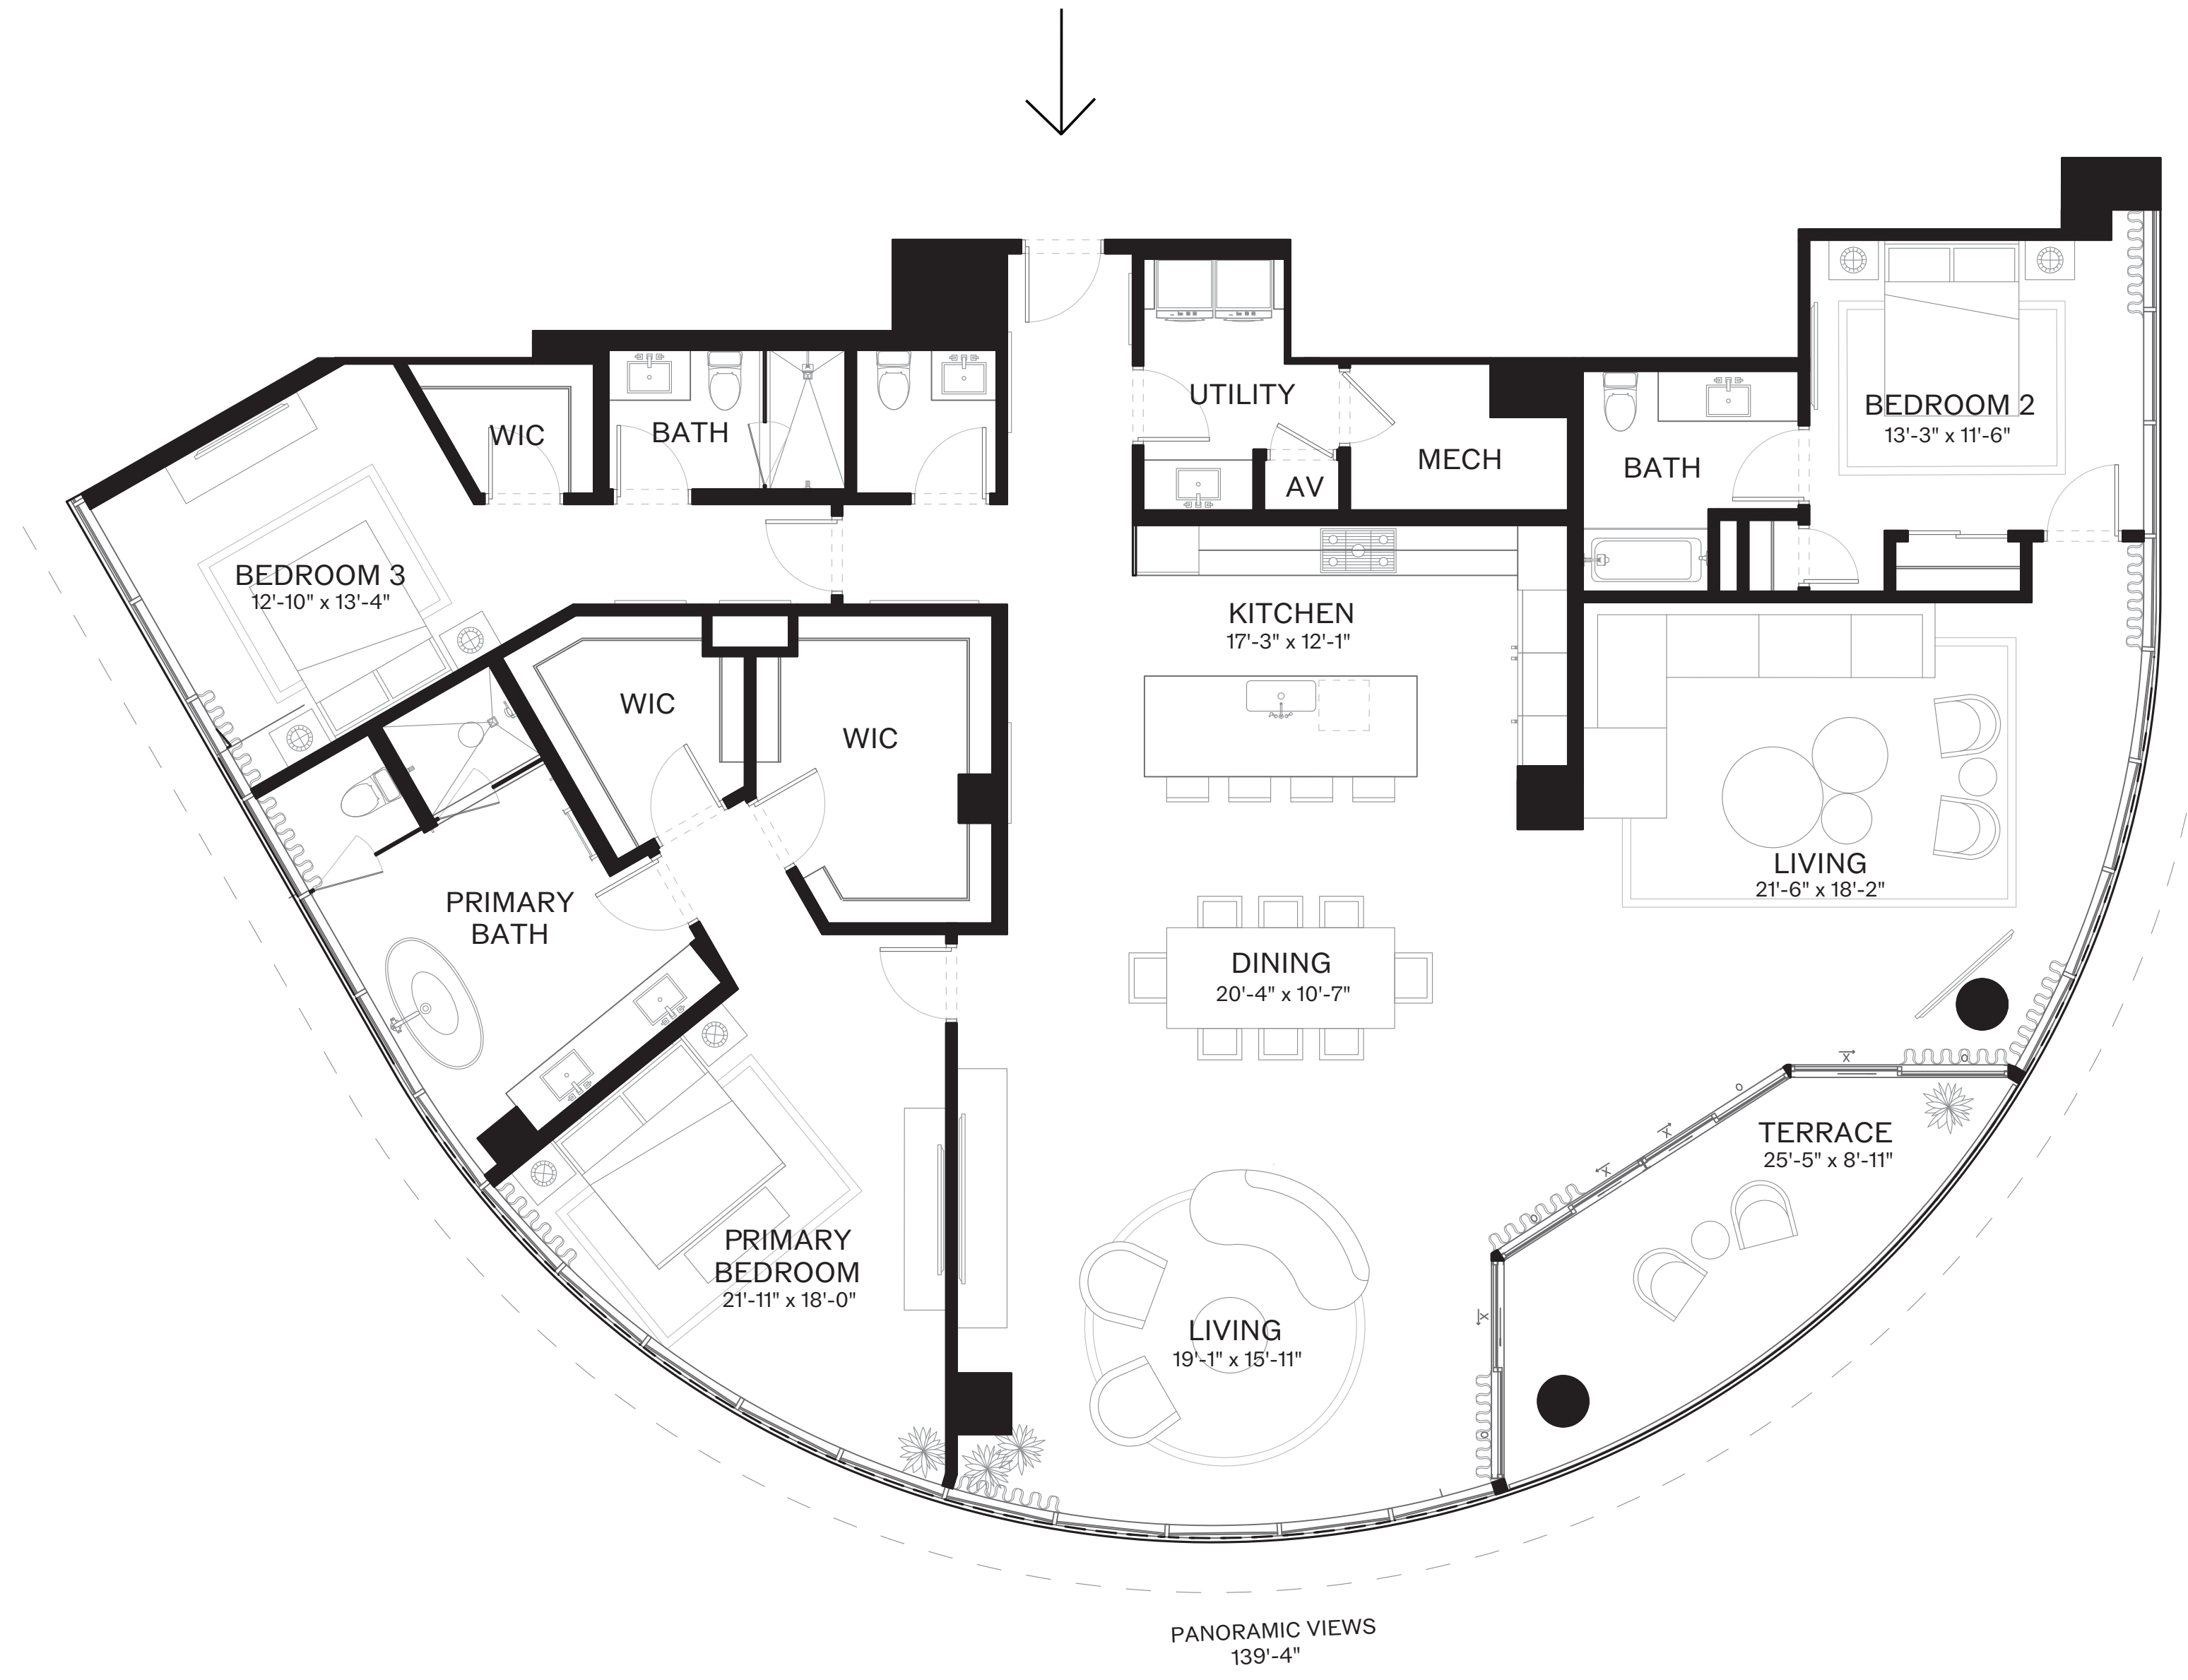 UTILITY
BEDROOM 2
13'-3" x 11'-6"
WIC
BATH
MECH
BATH
AV
BEDROOM 3
12'-10" x 13'-4"
KITCHEN
17'-3" x 12'-1"
WIC
WIC
LIVING
21'-6" x 18'-2"
PRIMARY
BATH
DINING
20'-4" x 10'-7"
X
O
O
X
X
TERRACE
25'-5" x 8'-11"
O
PRIMARY
BEDROOM
21'-11" x 18'-0"
X
LIVING
19'-1" x 15'-11"
O
PANORAMIC VIEWS
139'-4"